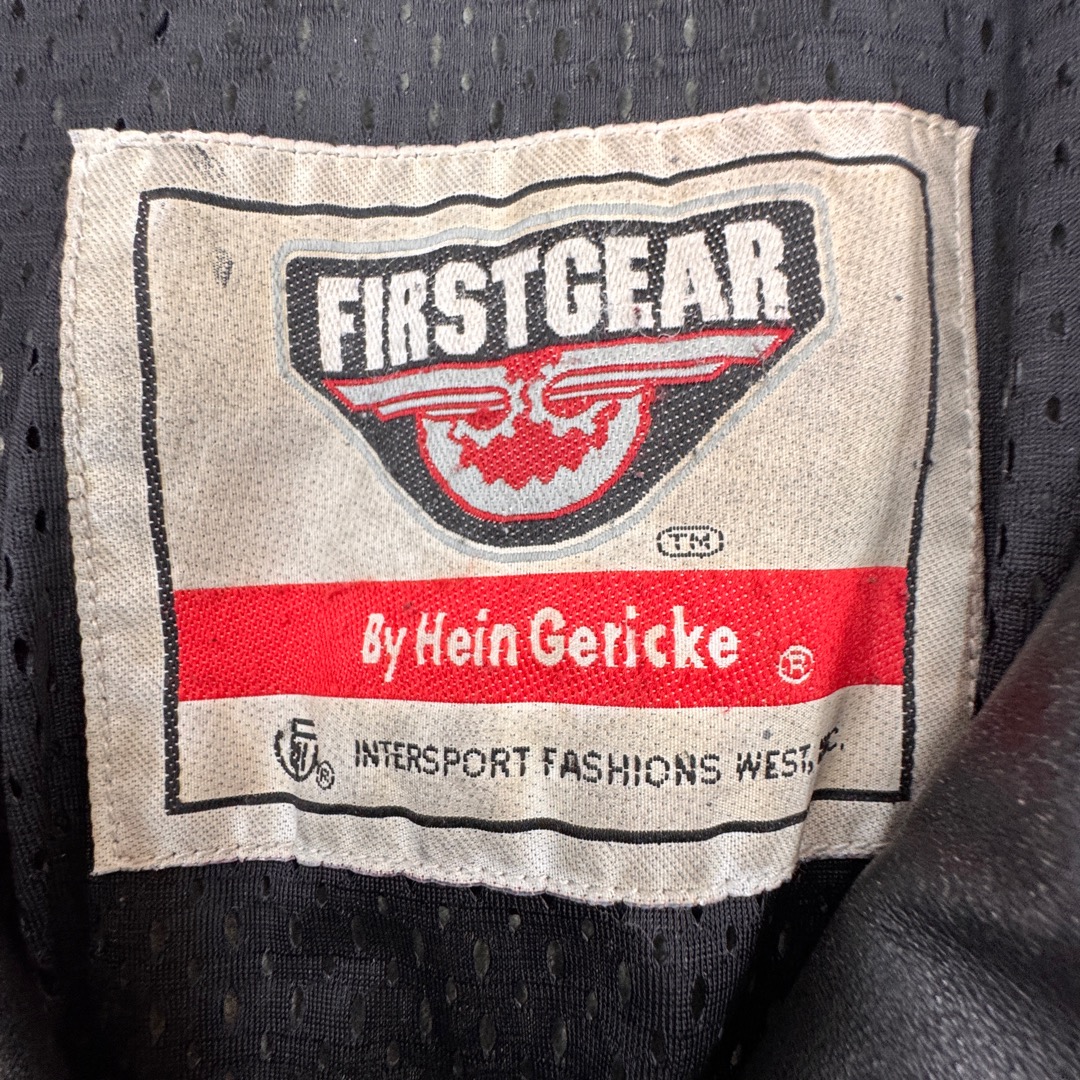 FIRSTGEAR
TM
By Hein Gericke ®
® INTERSPORT FASHIONS WEST,